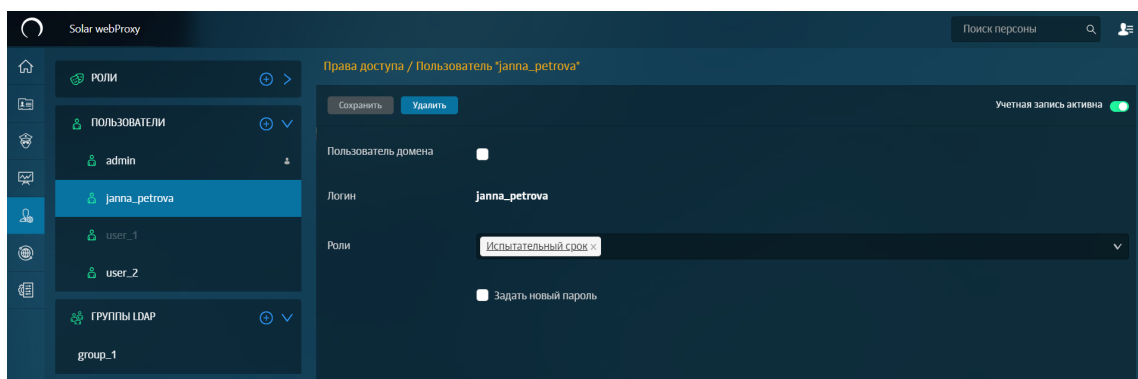 Solar webProxy
Поиск персоны
РОЛИ
ПОЛЬЗОВАТЕЛИ
admin
janna_petrova
user_1
user_2
ГРУППЫ LDAP
group_1
Права доступа / Пользователь "janna_petrova"
Сохранить Удалить
Учетная запись активна
Пользователь домена
Логин janna_petrova
Роли Испытательный срок ×
Задать новый пароль